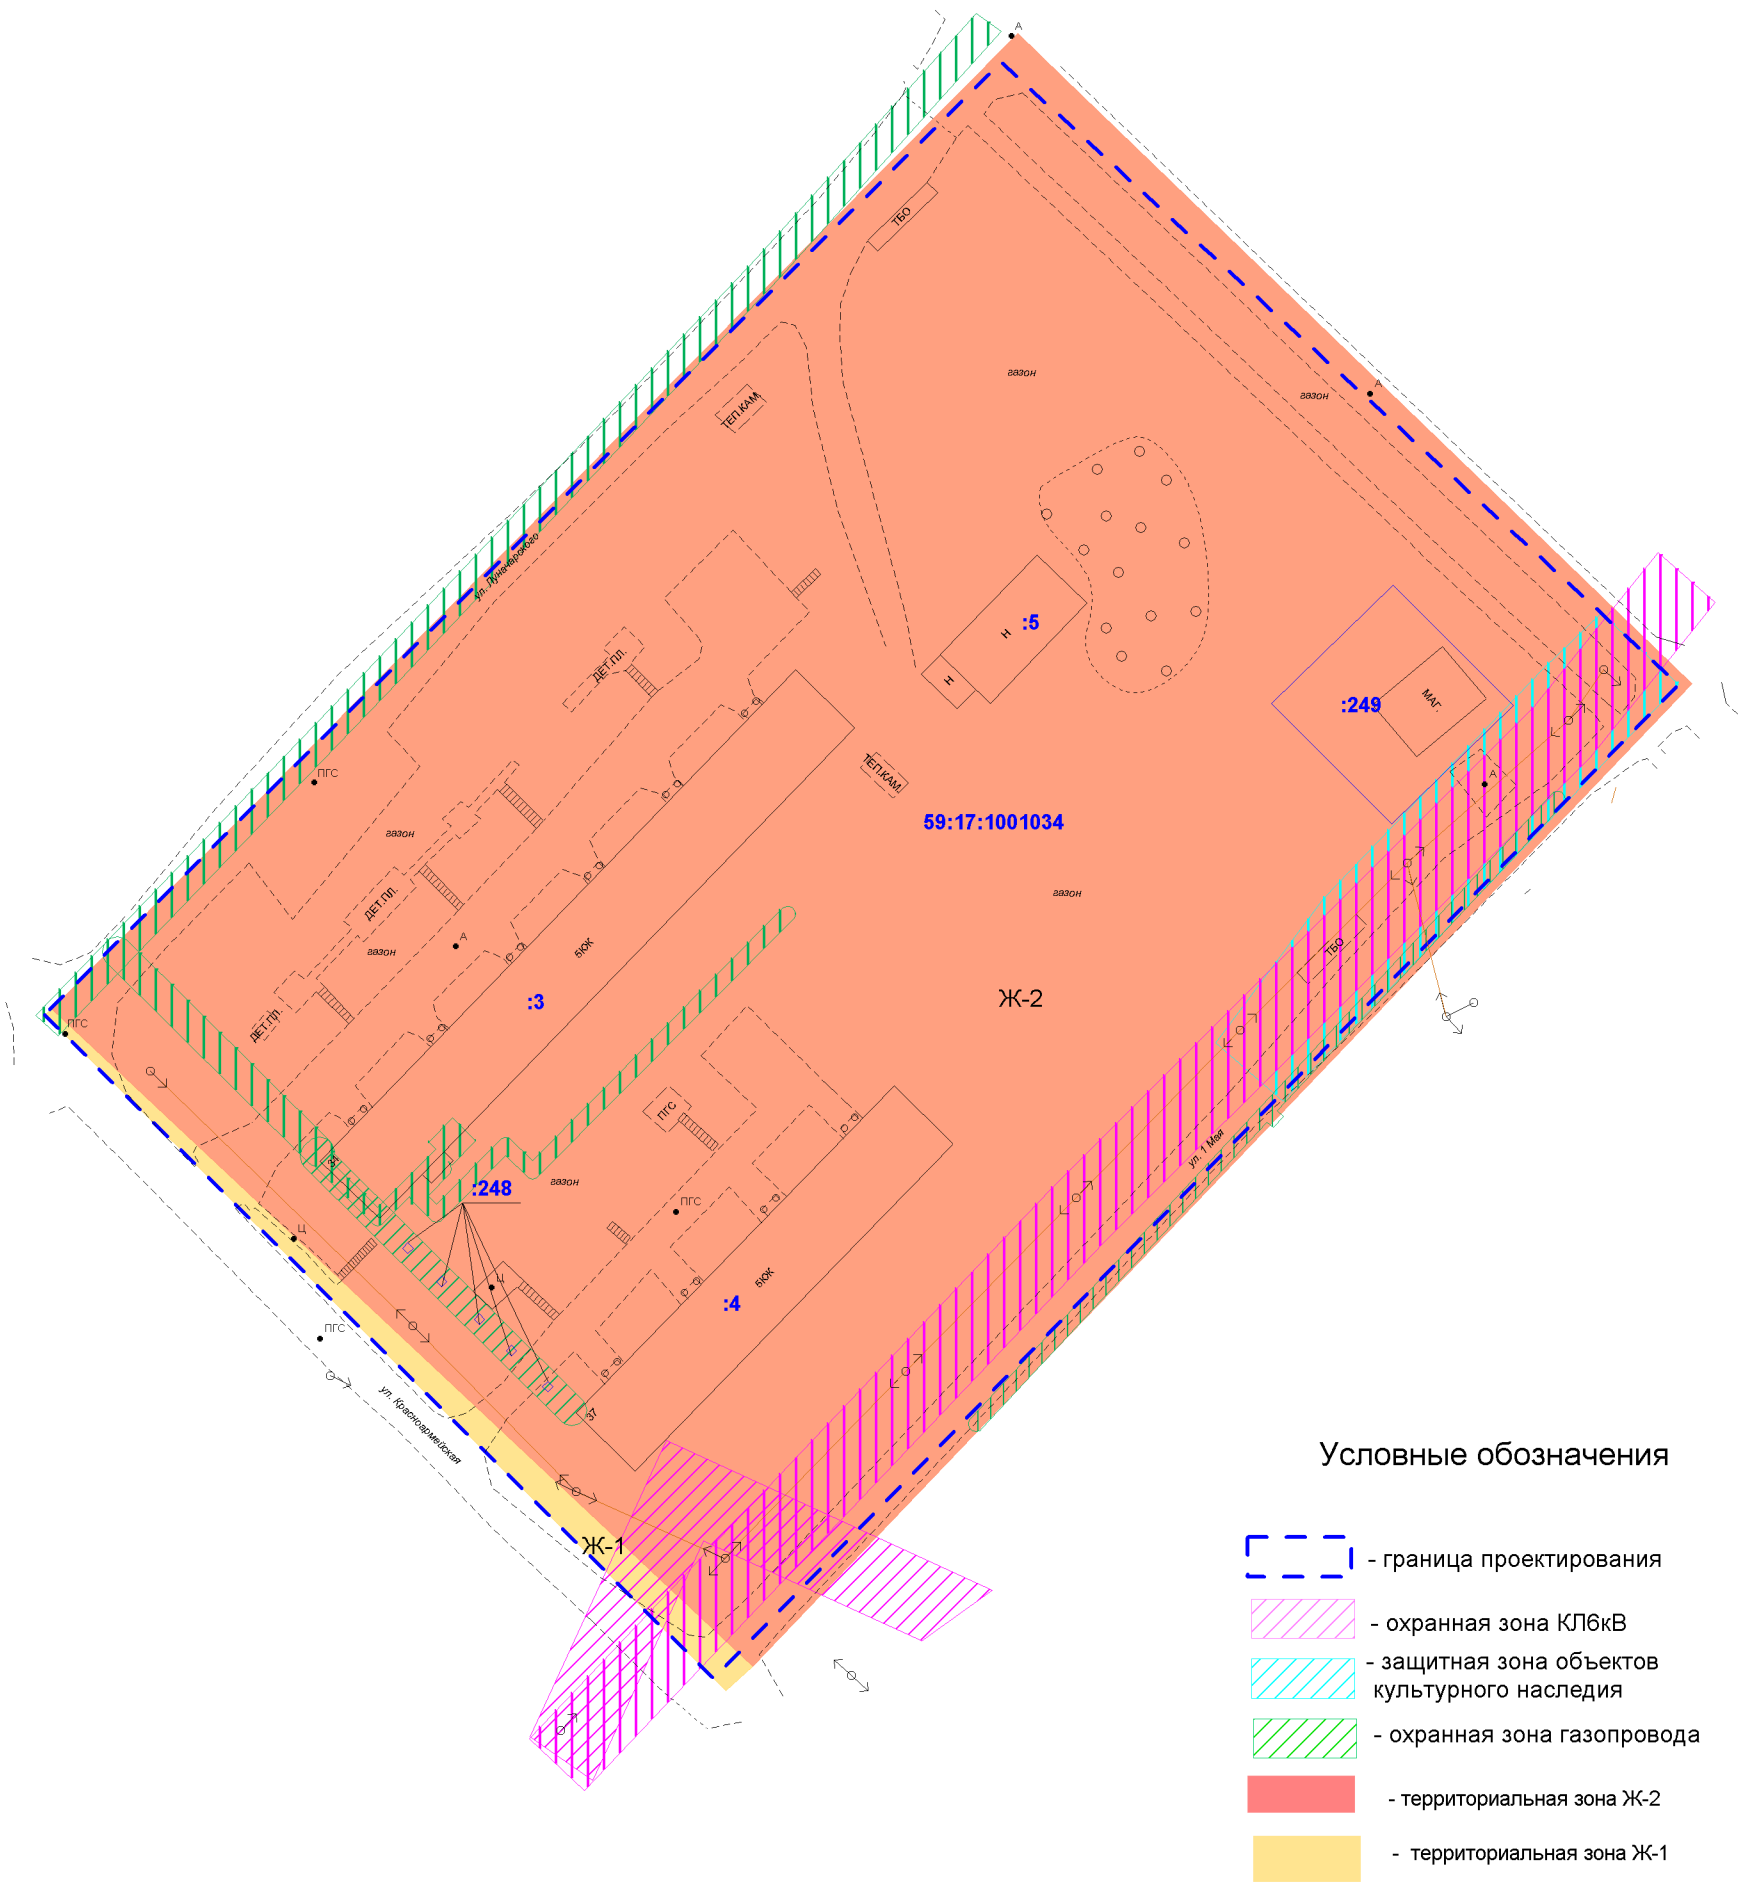 А
ТБО
газон
А
газон
ТЕП.КАМ.
ул. Луначарского
:5
Н
Н
ДЕТ.ПЛ.
:249
МАГ.
ПГС
ТЕП.КАМ.
А
59:17:1001034
газон
ДЕТ.ПЛ.
газон
А
газон
5ЮК
ТБО
:3
Ж-2
ПГС
ДЕТ.ПЛ.
ПГС
ул. 1 Мая
34
:248
газон
ПГС
Ц
Ц
5ЮК
:4
ПГС
ул. Красноармейская
37
Ж-1
Условные обозначения
- граница проектирования
- охранная зона КЛ6кВ
- защитная зона объектов
культурного наследия
- охранная зона газопровода
- территориальная зона Ж-2
- территориальная зона Ж-1